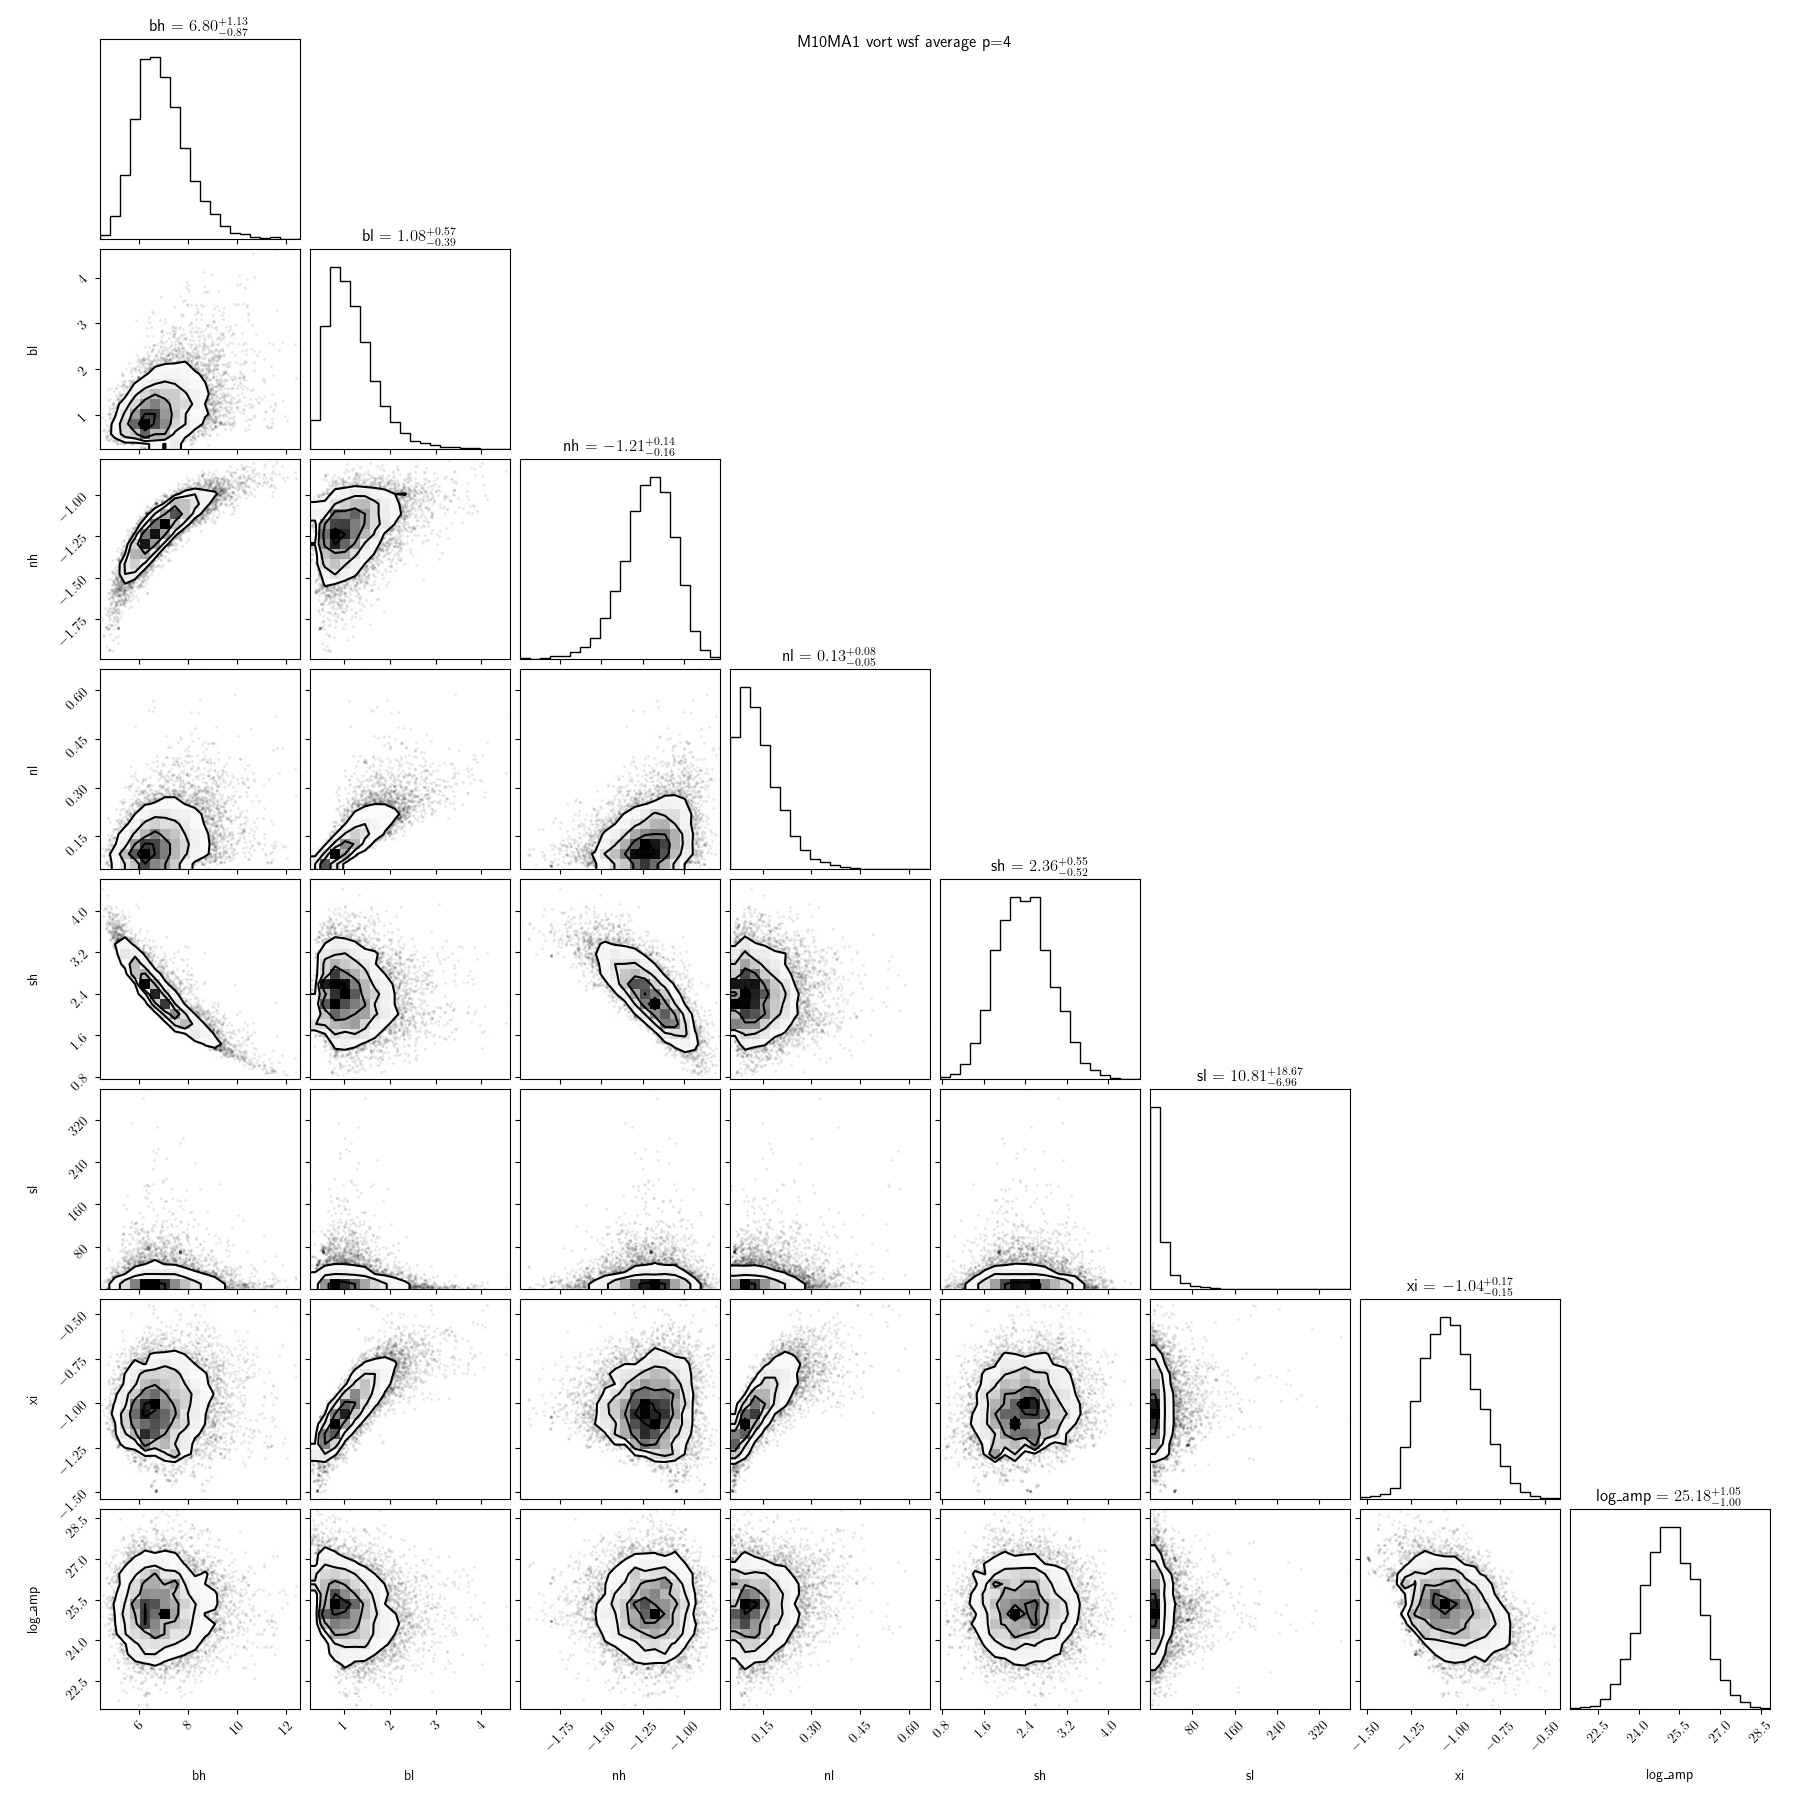 M10MA1 vort wsf average p=4
bh = 6.80+1.13−0.87
bl = 1.08+0.57−0.39
4
3
2
1
bl
nh = −1.21+0.14−0.16
−1.00
−1.25
−1.50
−1.75
nh
nl = 0.13+0.08−0.05
0.60
0.45
0.30
0.15
nl
sh = 2.36+0.55−0.52
4.0
3.2
2.4
1.6
0.8
sh
sl = 10.81+18.67−6.96
320
240
160
80
sl
xi = −1.04+0.17−0.15
−0.50
−0.75
−1.00
−1.25
−1.50
xi
log_amp = 25.18+1.05−1.00
28.5
27.0
25.5
24.0
22.5
log_amp
6 8 10 12 1 2 3 4 −1.75 −1.50 −1.25 −1.00 0.15 0.30 0.45 0.60 0.8 1.6 2.4 3.2 4.0 80 160 240 320 −1.50 −1.25 −1.00 −0.75 −0.50 22.5 24.0 25.5 27.0 28.5
bh bl nh nl sh sl xi log_amp